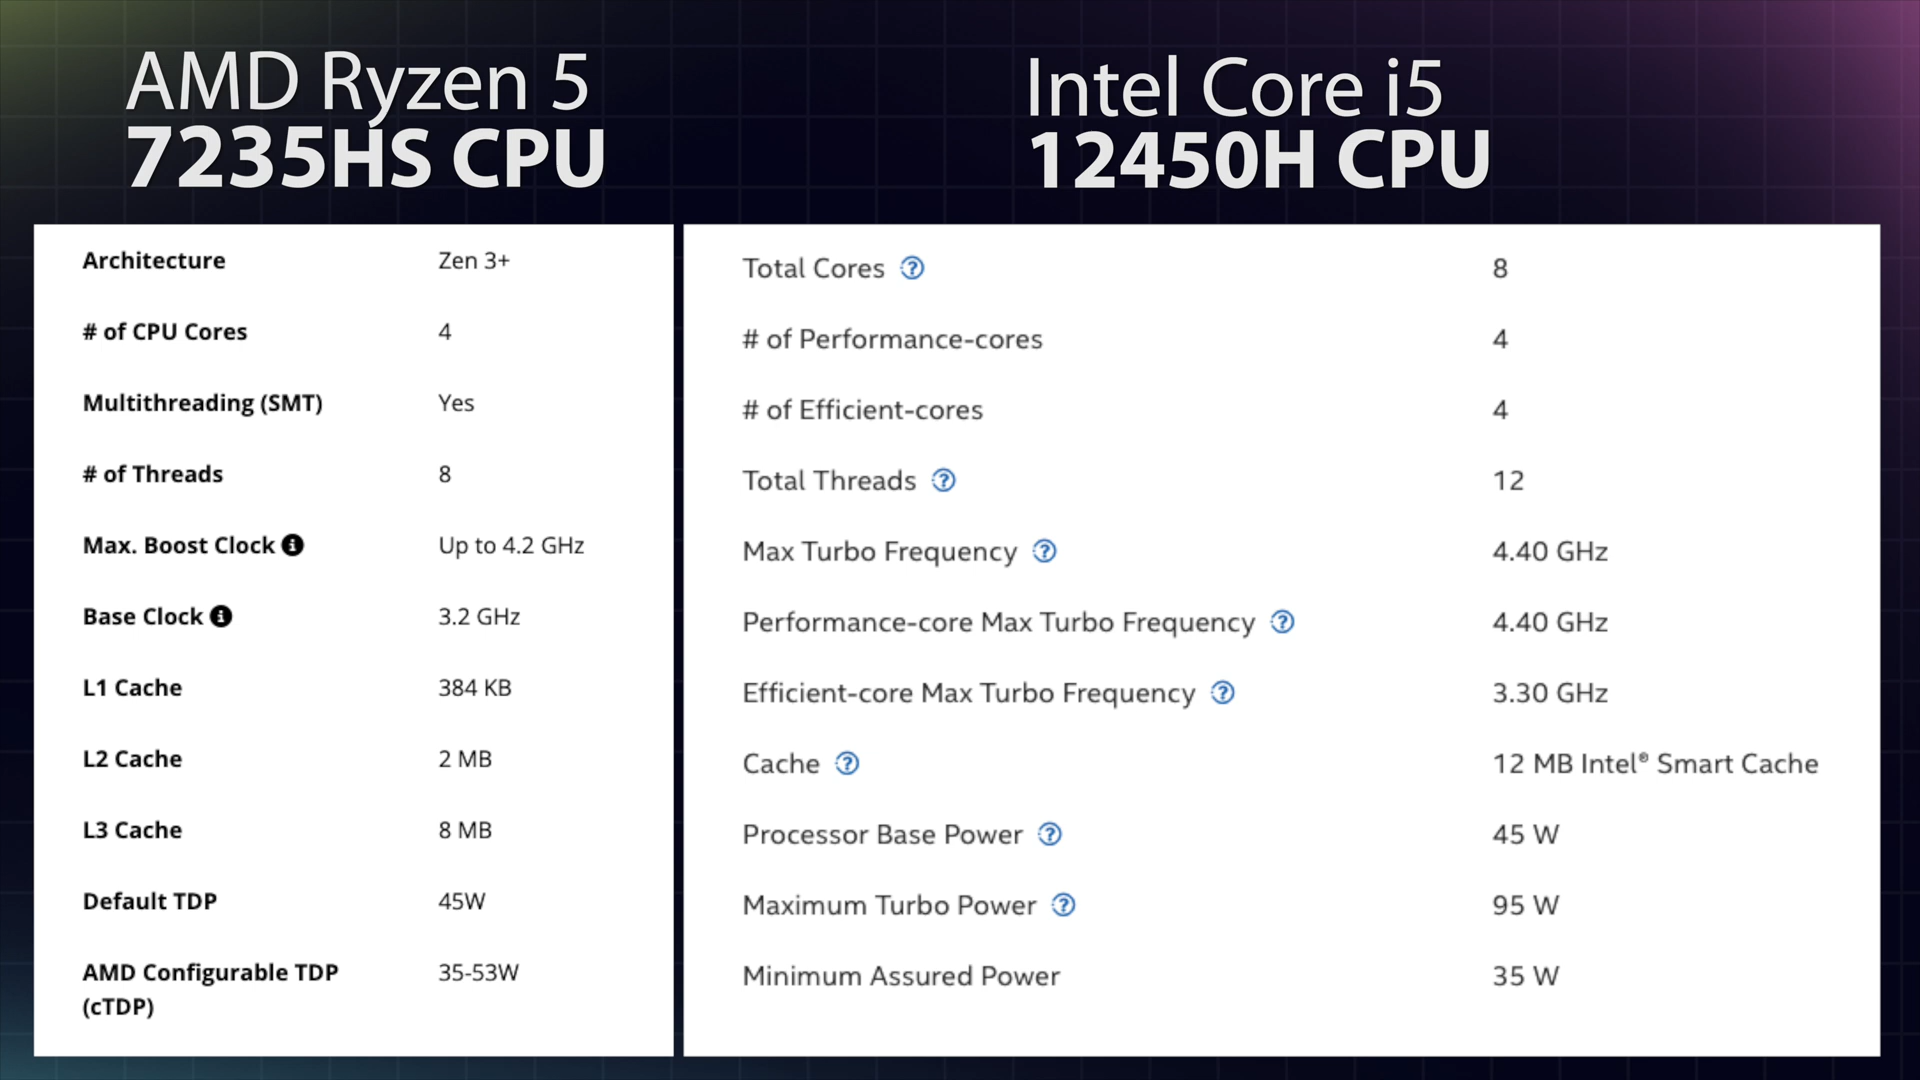 AMD Ryzen 5
7235HS CPU
Intel Core i5
12450H CPU
Architecture Zen 3+
# of CPU Cores 4
Multithreading (SMT) Yes
# of Threads 8
Max. Boost Clock Up to 4.2 GHz
Base Clock 3.2 GHz
L1 Cache 384 KB
L2 Cache 2 MB
L3 Cache 8 MB
Default TDP 45W
AMD Configurable TDP 35-53W
(cTDP)
Total Cores ? 8
# of Performance-cores 4
# of Efficient-cores 4
Total Threads ? 12
Max Turbo Frequency ? 4.40 GHz
Performance-core Max Turbo Frequency ? 4.40 GHz
Efficient-core Max Turbo Frequency ? 3.30 GHz
Cache ? 12 MB Intel® Smart Cache
Processor Base Power ? 45 W
Maximum Turbo Power ? 95 W
Minimum Assured Power 35 W